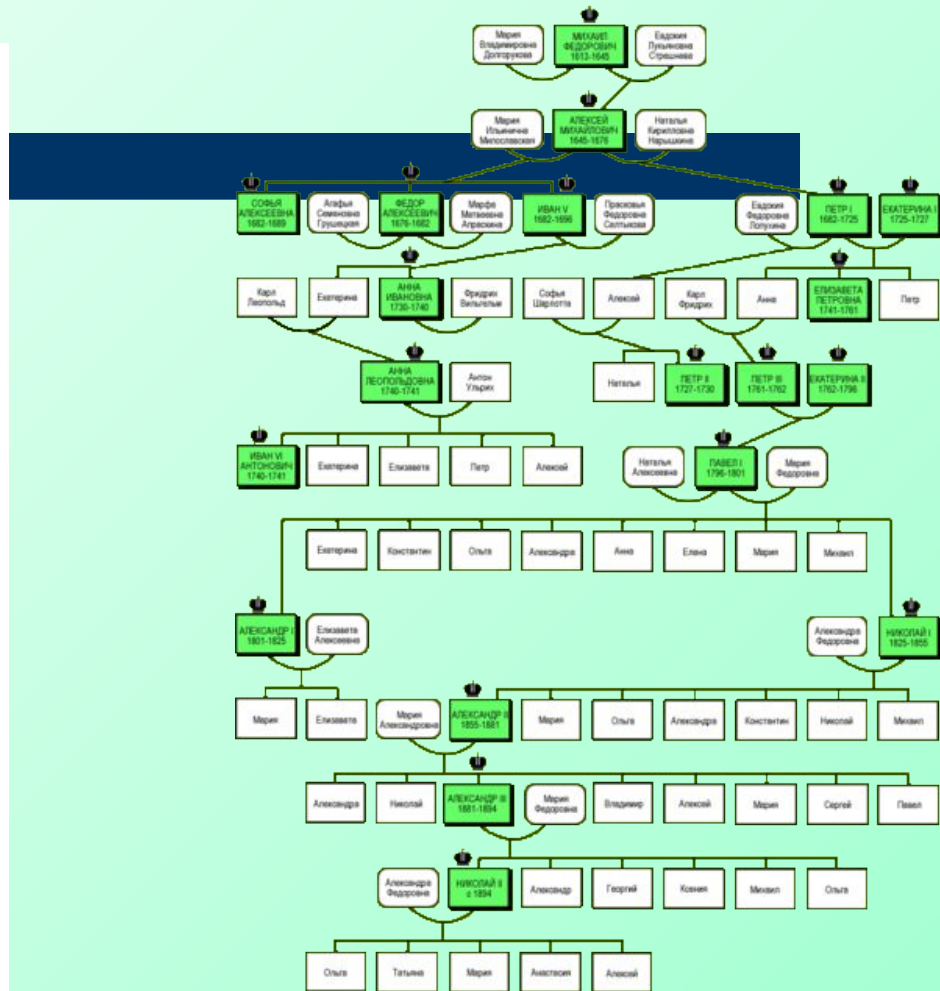 Мария
Владимировна
Долгорукова
МИХАИЛ
ФЕДОРОВИЧ
1613-1645
Евдокия
Лукьяновна
Стрешнева
Мария
Ильинична
Милославская
АЛЕКСЕЙ
МИХАЙЛОВИЧ
1645-1676
Наталья
Кирилловна
Нарышкина
СОФЬЯ
АЛЕКСЕЕВНА
1682-1689
Агафья
Семеновна
Грушецкая
ФЕДОР
АЛЕКСЕЕВИЧ
1676-1682
Марфа
Матвеевна
Апраксина
ИВАН V
1682-1696
Прасковья
Федоровна
Салтыкова
Евдокия
Федоровна
Лопухина
ПЕТР I
1682-1725
ЕКАТЕРИНА I
1725-1727
Карл
Леопольд
Екатерина
АННА
ИВАНОВНА
1730-1740
Фридрих
Вильгельм
Софья
Шарлотта
Алексей
Карл
Фридрих
Анна
ЕЛИЗАВЕТА
ПЕТРОВНА
1741-1761
Петр
АННА
ЛЕОПОЛЬДОВНА
1740-1741
Антон
Ульрих
Наталья
ПЕТР II
1727-1730
ПЕТР III
1761-1762
ЕКАТЕРИНА II
1762-1796
ИВАН VI
АНТОНОВИЧ
1740-1741
Екатерина
Елизавета
Петр
Алексей
Наталья
Алексеевна
ПАВЕЛ I
1796-1801
Мария
Федоровна
Екатерина
Константин
Ольга
Александра
Анна
Елена
Мария
Михаил
АЛЕКСАНДР I
1801-1825
Елизавета
Алексеевна
Александра
Федоровна
НИКОЛАЙ I
1825-1855
Мария
Елизавета
Мария
Александровна
АЛЕКСАНДР II
1855-1881
Мария
Ольга
Александра
Константин
Николай
Михаил
Александра
Николай
АЛЕКСАНДР III
1881-1894
Мария
Федоровна
Владимир
Алексей
Мария
Сергей
Павел
Александра
Федоровна
НИКОЛАЙ II
с 1894
Александр
Георгий
Ксения
Михаил
Ольга
Ольга
Татьяна
Мария
Анастасия
Алексей